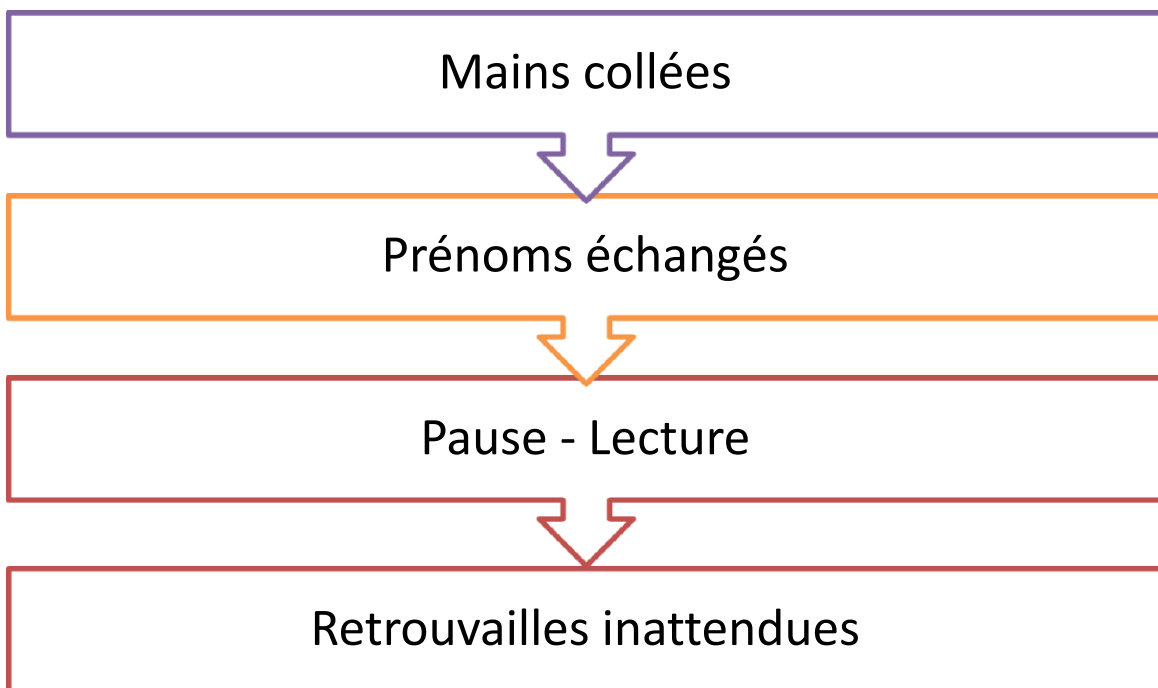 Mains collées
Prénoms échangés
Pause - Lecture
Retrouvailles inattendues